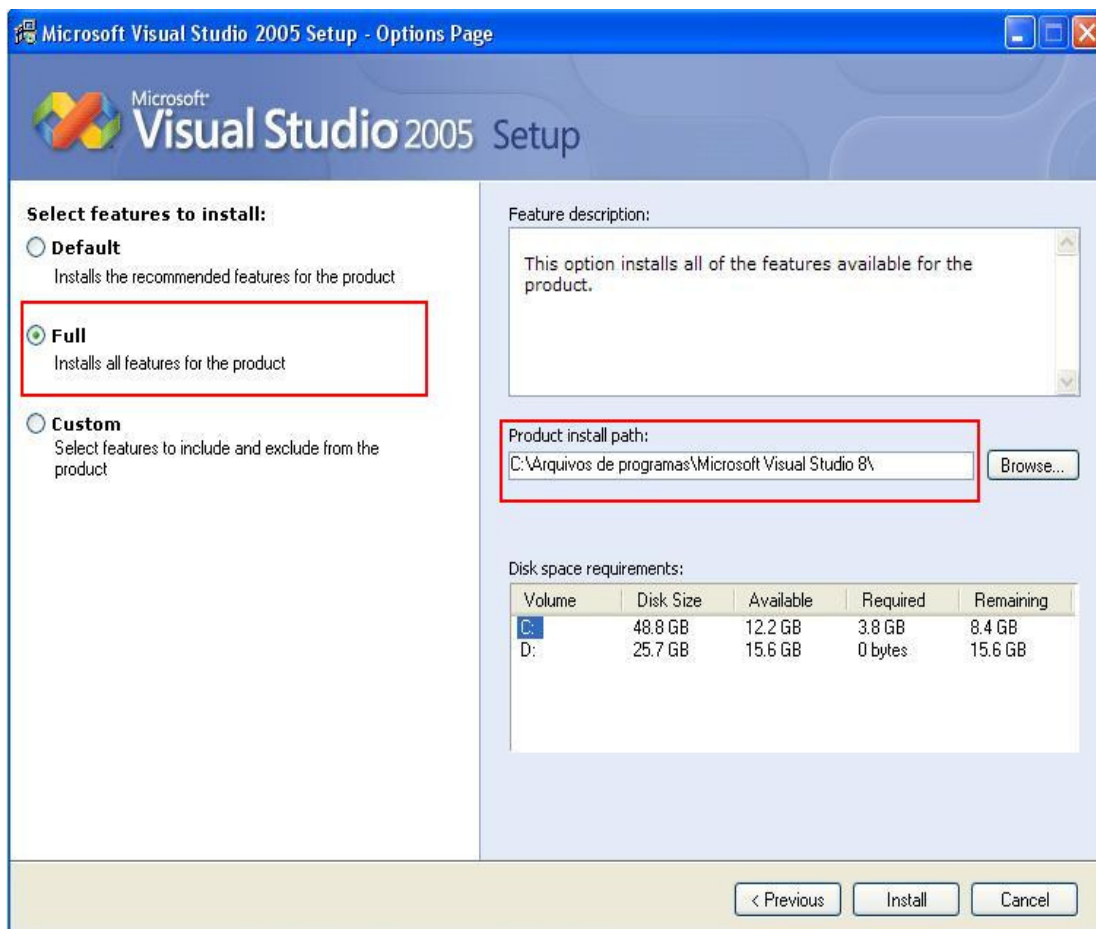 Microsoft Visual Studio 2005 Setup - Options Page
Microsoft
Visual Studio 2005 Setup
Select features to install:
Default
Installs the recommended features for the product
Full
Installs all features for the product
Custom
Select features to include and exclude from the
product
Feature description:
This option installs all of the features available for the
product.
Product install path:
C:\Arquivos de programas\Microsoft Visual Studio 8\
Browse...
Disk space requirements:
Volume Disk Size Available Required Remaining
C: 48.8 GB 12.2 GB 3.8 GB 8.4 GB
D: 25.7 GB 15.6 GB 0 bytes 15.6 GB
< Previous Install Cancel